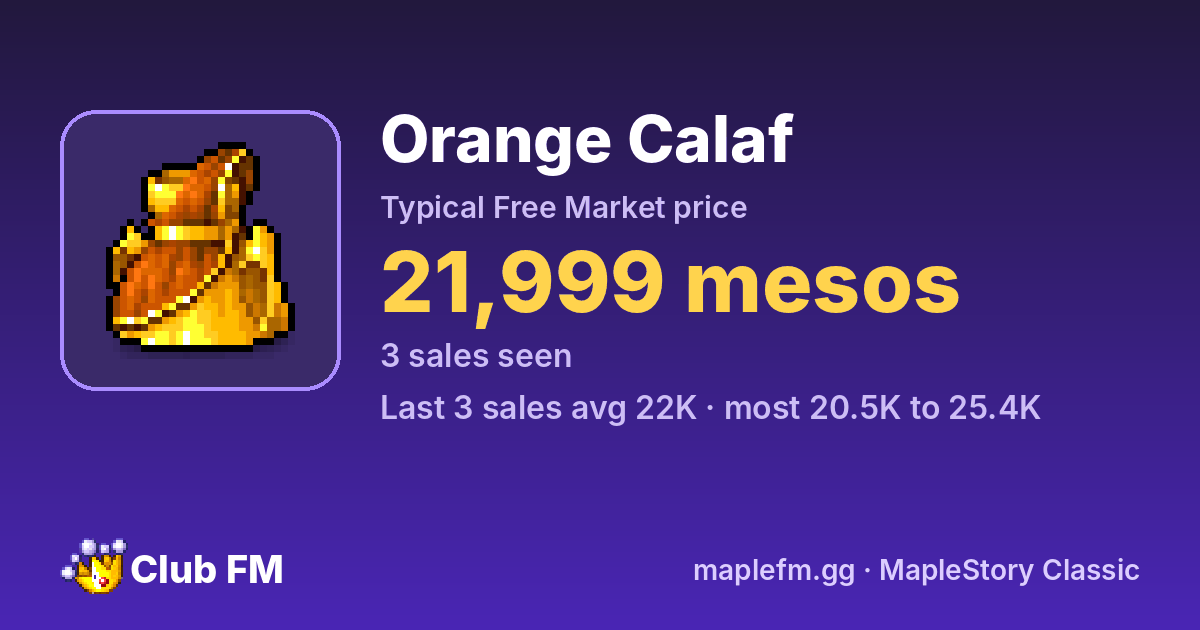 Orange Calaf
Typical Free Market price
21,999 mesos
3 sales seen
Last 3 sales avg 22K · most 20.5K to 25.4K
Club FM
maplefm.gg · MapleStory Classic